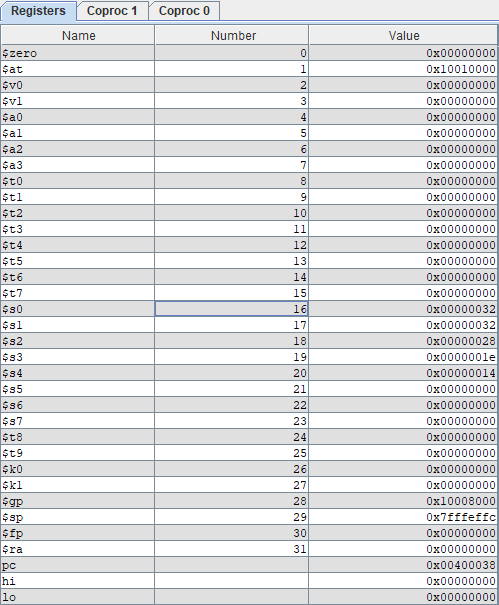 Registers Coproc 1 Coproc 0
Name Number Value
$zero 0 0x00000000
$at 1 0x10010000
$v0 2 0x00000000
$v1 3 0x00000000
$a0 4 0x00000000
$a1 5 0x00000000
$a2 6 0x00000000
$a3 7 0x00000000
$t0 8 0x00000000
$t1 9 0x00000000
$t2 10 0x00000000
$t3 11 0x00000000
$t4 12 0x00000000
$t5 13 0x00000000
$t6 14 0x00000000
$t7 15 0x00000000
$s0 16 0x00000032
$s1 17 0x00000032
$s2 18 0x00000028
$s3 19 0x0000001e
$s4 20 0x00000014
$s5 21 0x00000000
$s6 22 0x00000000
$s7 23 0x00000000
$t8 24 0x00000000
$t9 25 0x00000000
$k0 26 0x00000000
$k1 27 0x00000000
$gp 28 0x10008000
$sp 29 0x7fffeffc
$fp 30 0x00000000
$ra 31 0x00000000
pc 0x00400038
hi 0x00000000
lo 0x00000000